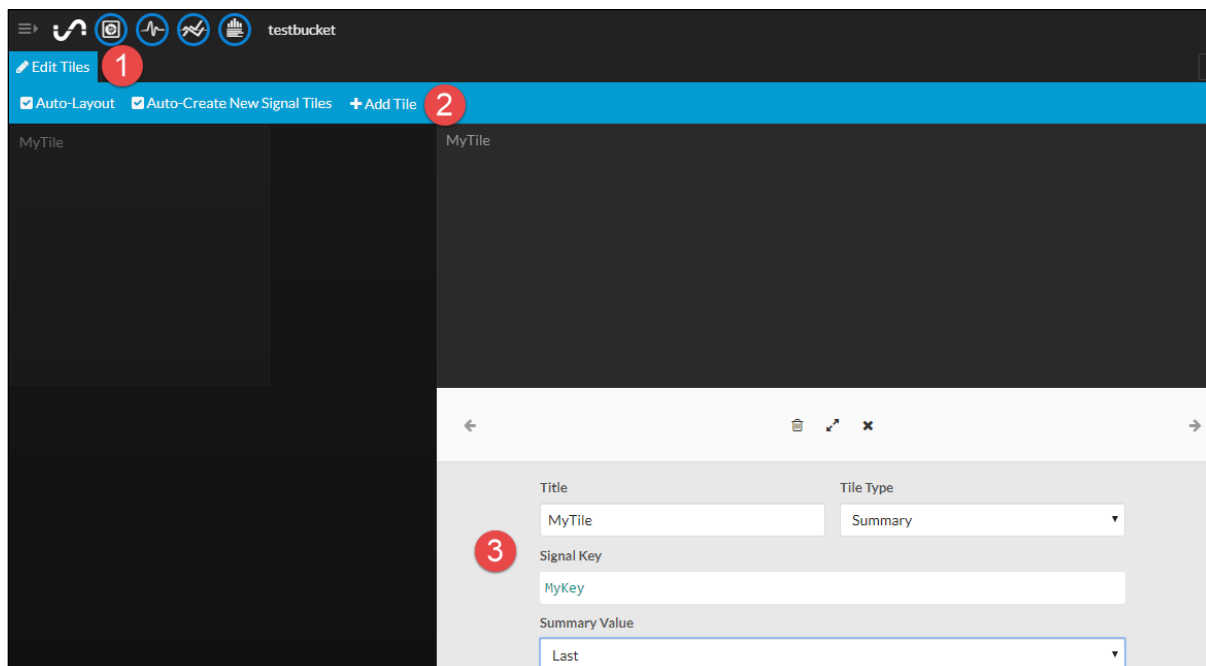 testbucket
Edit Tiles 1
Auto-Layout Auto-Create New Signal Tiles Add Tile 2
MyTile MyTile
Title Tile Type
MyTile Summary
3
Signal Key
MyKey
Summary Value
Last